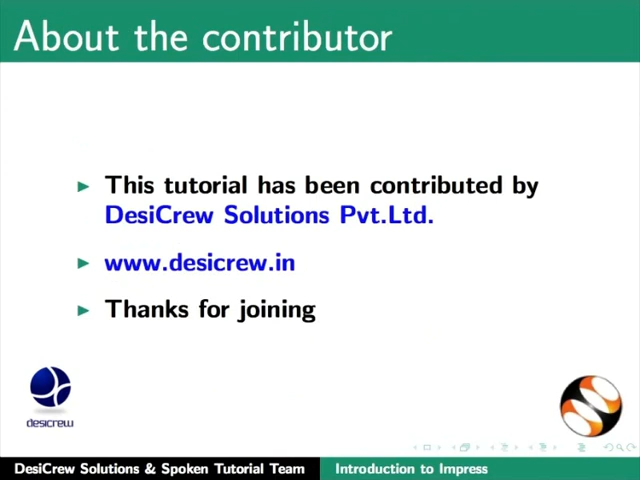 About the contributor
This tutorial has been contributed by
DesiCrew Solutions Pvt.Ltd.
www.desicrew.in
Thanks for joining
desicrew
DesiCrew Solutions & Spoken Tutorial Team
Introduction to Impress